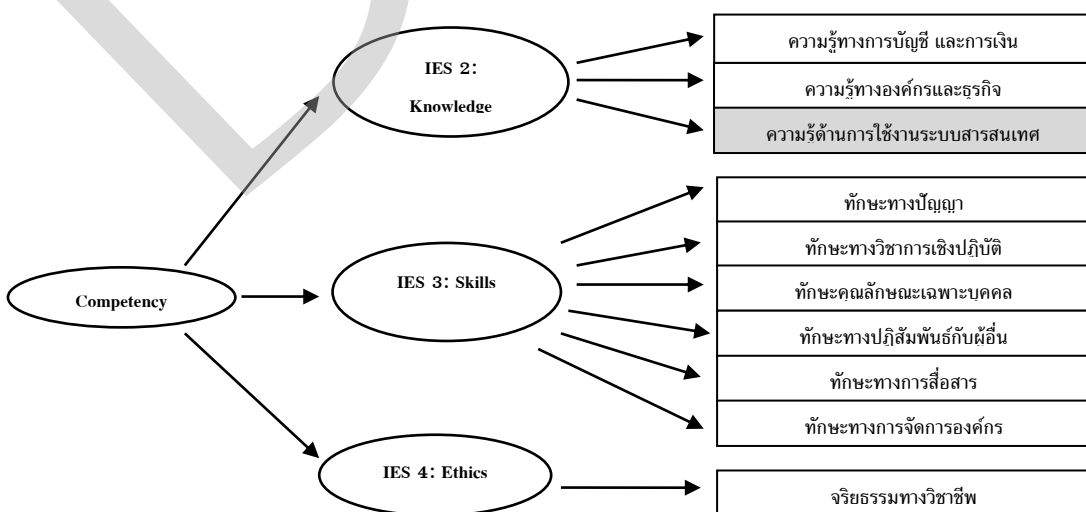 IES 2:
Knowledge
ความรู้ทางการบัญชี และการเงิน
ความรู้ทางองค์กรและธุรกิจ
ความรู้ด้านการใช้งานระบบสารสนเทศ
Competency
IES 3: Skills
ทักษะทางปัญญา
ทักษะทางวิชาการเชิงปฏิบัติ
ทักษะคุณลักษณะเฉพาะบุคคล
ทักษะทางปฏิสัมพันธ์กับผู้อื่น
ทักษะทางการสื่อสาร
ทักษะทางการจัดการองค์กร
IES 4: Ethics
จริยธรรมทางวิชาชีพ